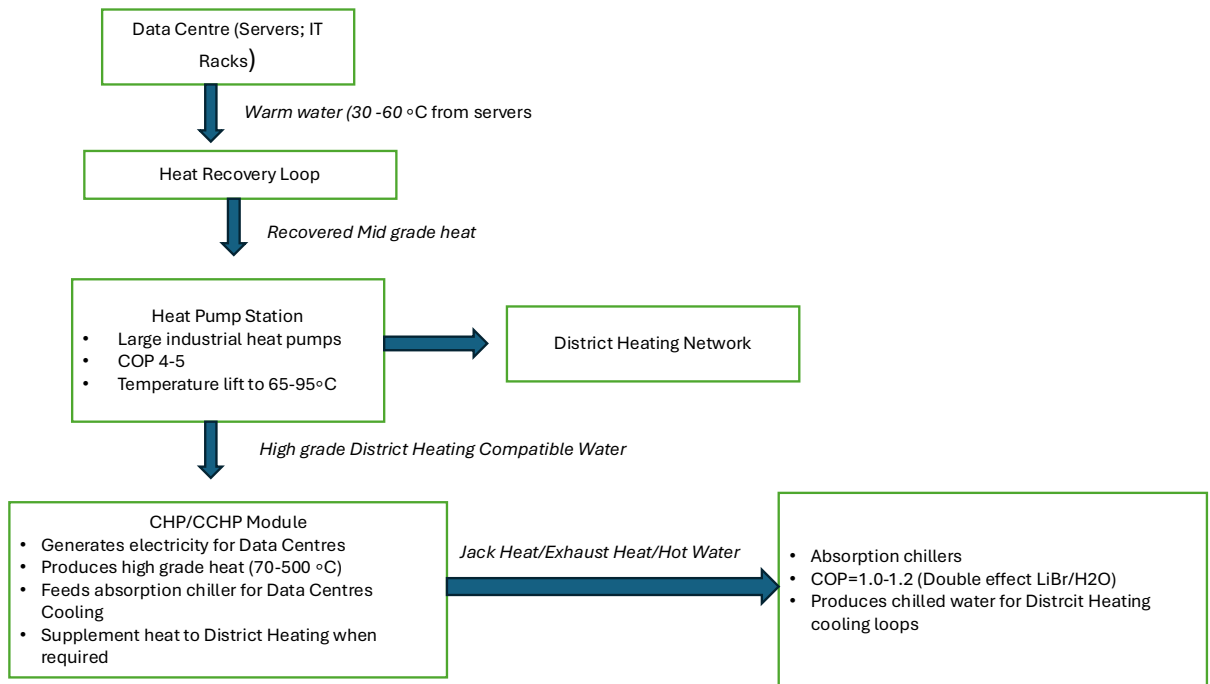 Data Centre (Servers; IT
Racks)
Warm water (30 -60 °C from servers
Heat Recovery Loop
Recovered Mid grade heat
Heat Pump Station
• Large industrial heat pumps
• COP 4-5
• Temperature lift to 65-95°C
District Heating Network
High grade District Heating Compatible Water
CHP/CCHP Module
• Generates electricity for Data Centres
• Produces high grade heat (70-500 °C)
• Feeds absorption chiller for Data Centres
Cooling
• Supplement heat to District Heating when
required
Jack Heat/Exhaust Heat/Hot Water
• Absorption chillers
• COP=1.0-1.2 (Double effect LiBr/H2O)
• Produces chilled water for Distrcit Heating
cooling loops